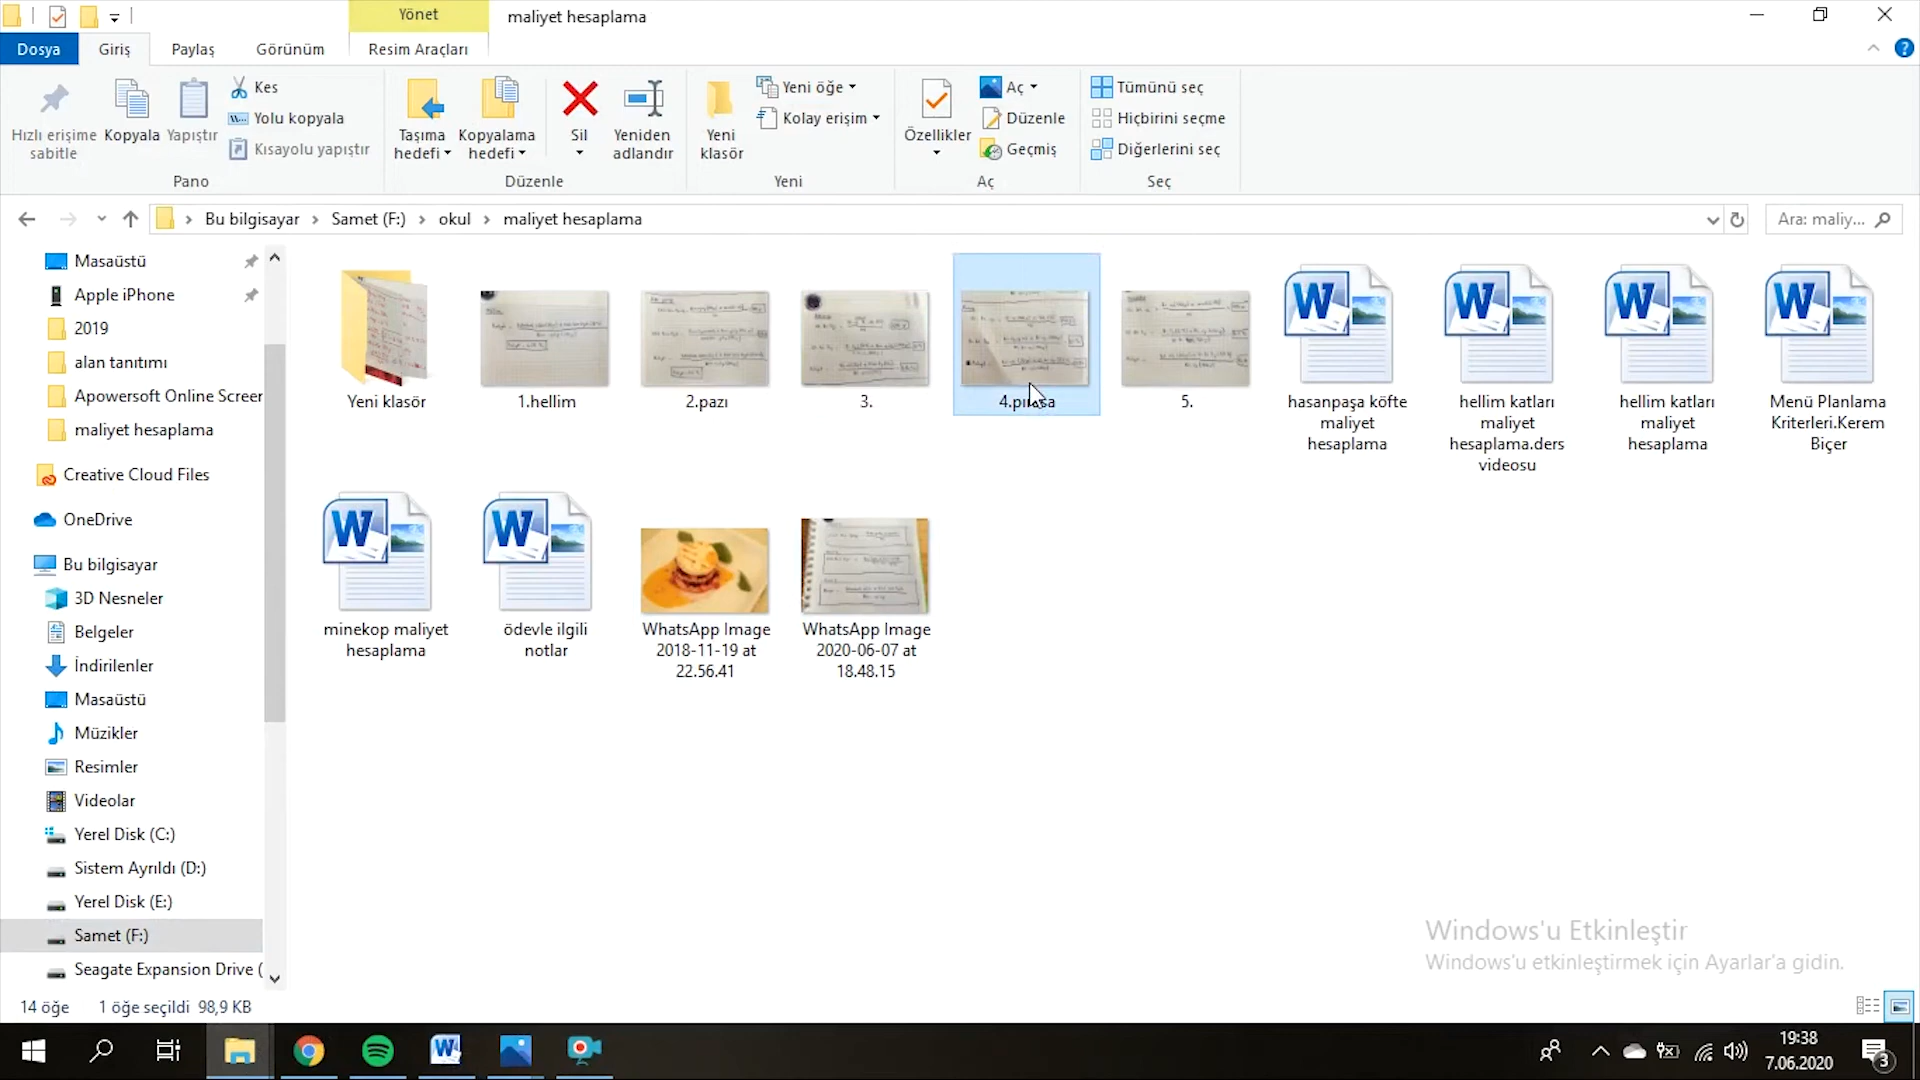 Yönet
maliyet hesaplama
Dosya
Giriş
Paylaş
Görünüm
Resim Araçları
Hızlı erişime sabitle
Kopyala
Yapıştır
Kes
Yolu kopyala
Kısayolu yapıştır
Taşıma hedefi
Kopyalama hedefi
Sil
Yeniden adlandır
Yeni klasör
Yeni öğe
Kolay erişim
Özellikler
Aç
Düzenle
Geçmiş
Tümünü seç
Hiçbirini seçme
Diğerlerini seç
Pano
Düzenle
Yeni
Aç
Seç
Bu bilgisayar
Samet (F:)
okul
maliyet hesaplama
Ara: maliy...
Masaüstü
Apple iPhone
2019
alan tanıtımı
Apowersoft Online Screer
maliyet hesaplama
Creative Cloud Files
OneDrive
Bu bilgisayar
3D Nesneler
Belgeler
İndirilenler
Masaüstü
Müzikler
Resimler
Videolar
Yerel Disk (C:)
Sistem Ayrıldı (D:)
Yerel Disk (E:)
Samet (F:)
Seagate Expansion Drive (
Yeni klasör
1.hellim
2.pazı
3.
4.pırasa
5.
hasanpaşa köfte
maliyet
hesaplama
hellim katları
maliyet
hesaplama.ders
videosu
hellim katları
maliyet
hesaplama
Menü Planlama
Kriterleri.Kerem
Biçer
minekop maliyet
hesaplama
ödevle ilgili
notlar
WhatsApp Image
2018-11-19 at
22.56.41
WhatsApp Image
2020-06-07 at
18.48.15
Windows'u Etkinleştir
Windows'u etkinleştirmek için Ayarlar'a gidin.
14 öğe
1 öğe seçildi 98,9 KB
19:38
7.06.2020
3